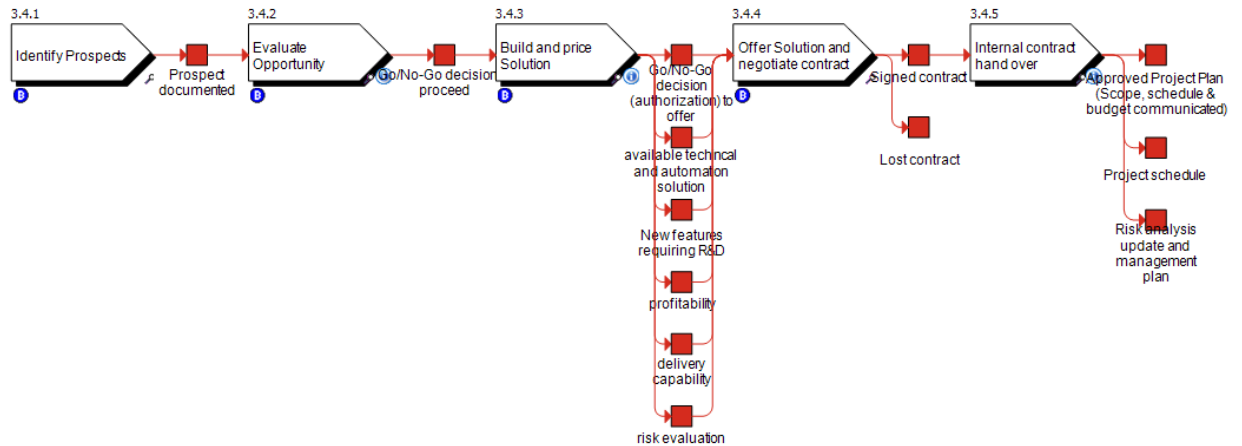 3.4.1
Identify Prospects
B
Prospect
documented
3.4.2
Evaluate
Opportunity
B
Go/No-Go decision
proceed
3.4.3
Build and price
Solution
B
Go/No-Go
decision
(authorization) to
offer
available technical
and automation
solution
New features
requiring R&D
profitability
delivery
capability
risk evaluation
3.4.4
Offer Solution and
negotiate contract
B
Signed contract
Lost contract
3.4.5
Internal contract
hand over
Approved Project Plan
(Scope, schedule &
budget communicated)
Project schedule
Risk analysis
update and
management
plan